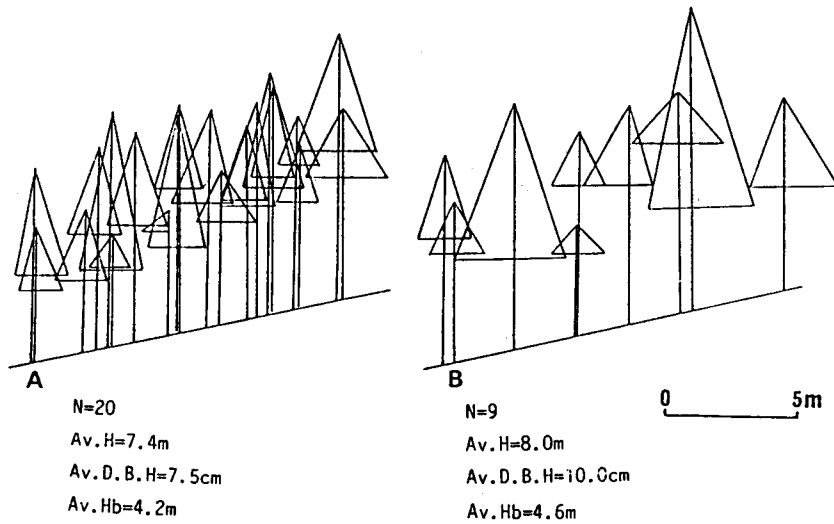 A
N=20
Av.H=7.4m
Av.D.B.H=7.5cm
Av.Hb=4.2m
B
N=9
Av.H=8.0m
Av.D.B.H=10.0cm
Av.Hb=4.6m
0 5m